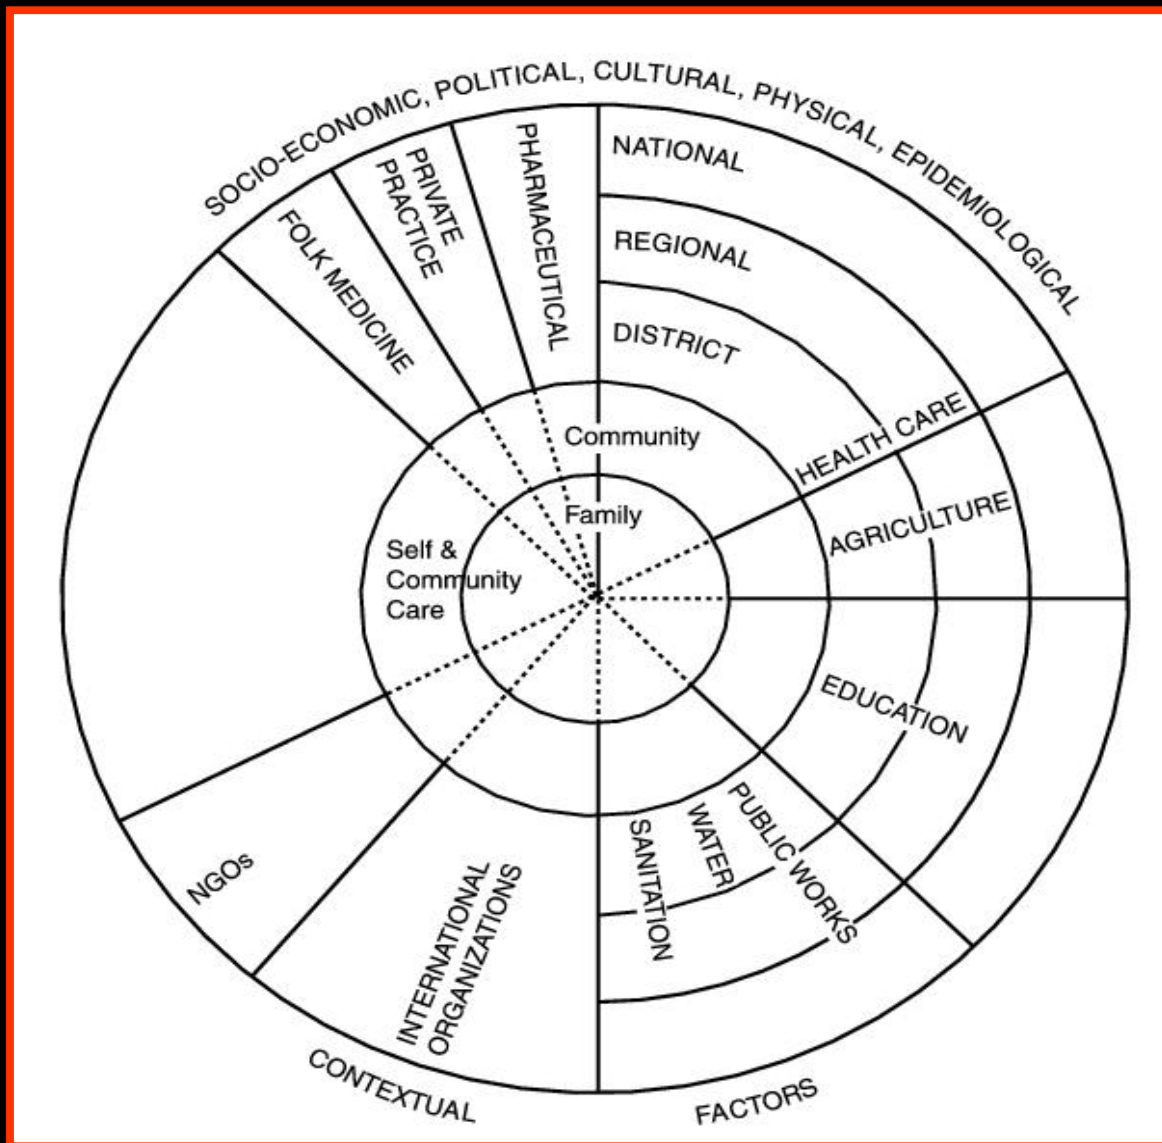 SOCIO-ECONOMIC, POLITICAL, CULTURAL, PHYSICAL, EPIDEMIOLOGICAL
FOLK MEDICINE
PRIVATE
PRACTICE
PHARMACEUTICAL
NATIONAL
REGIONAL
DISTRICT
HEALTH CARE
Community
Family
Self &
Community
Care
AGRICULTURE
EDUCATION
PUBLIC WORKS
WATER
SANITATION
NGOs
INTERNATIONAL
ORGANIZATIONS
CONTEXTUAL
FACTORS